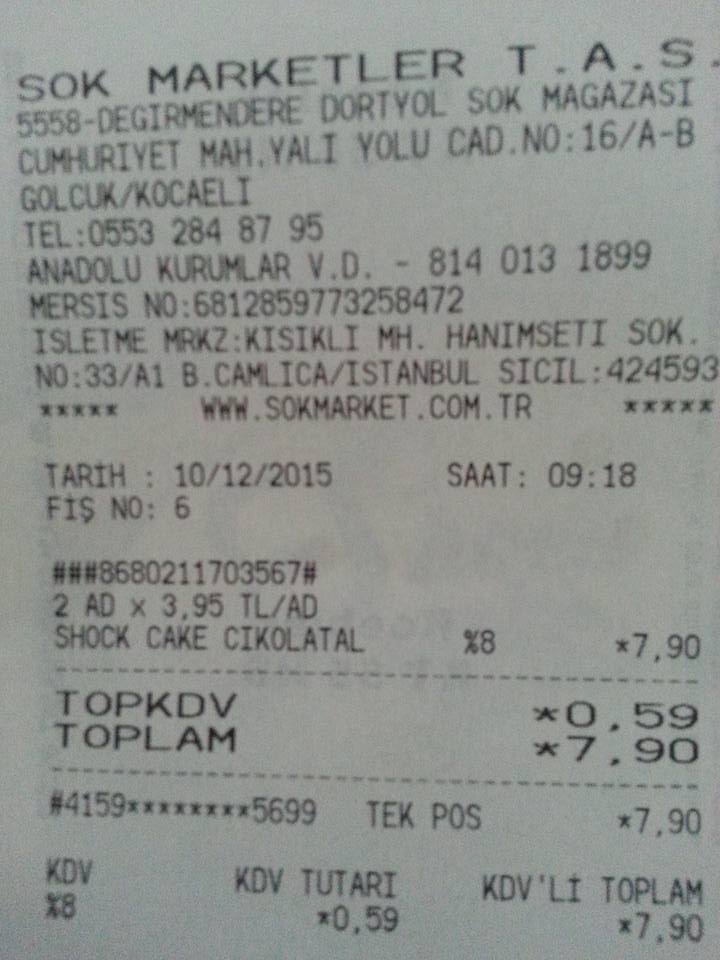 SOK MARKETLER T.A.S.
5558-DEGIRMENDERE DORTYOL SOK MAGAZASI
CUMHURIYET MAH.YALI YOLU CAD.NO:16/A-B
GOLCUK/KOCAELI
TEL:0553 284 87 95
ANADOLU KURUMLAR V.D. - 814 013 1899
MERSIS NO:6812859773258472
ISLETME MRKZ:KISIKLI MH. HANIMSETI SOK.
NO:33/A1 B.CAMLICA/ISTANBUL SICIL:424593
***** WWW.SOKMARKET.COM.TR *****
TARİH : 10/12/2015 SAAT: 09:18
FİŞ NO: 6
###8680211703567#
2 AD x 3,95 TL/AD
SHOCK CAKE CIKOLATAL %8 *7,90
TOPKDV *0,59
TOPLAM *7,90
#4159********5699 TEK POS *7,90
KDV KDV TUTARI KDV'Lİ TOPLAM
%8 *0,59 *7,90